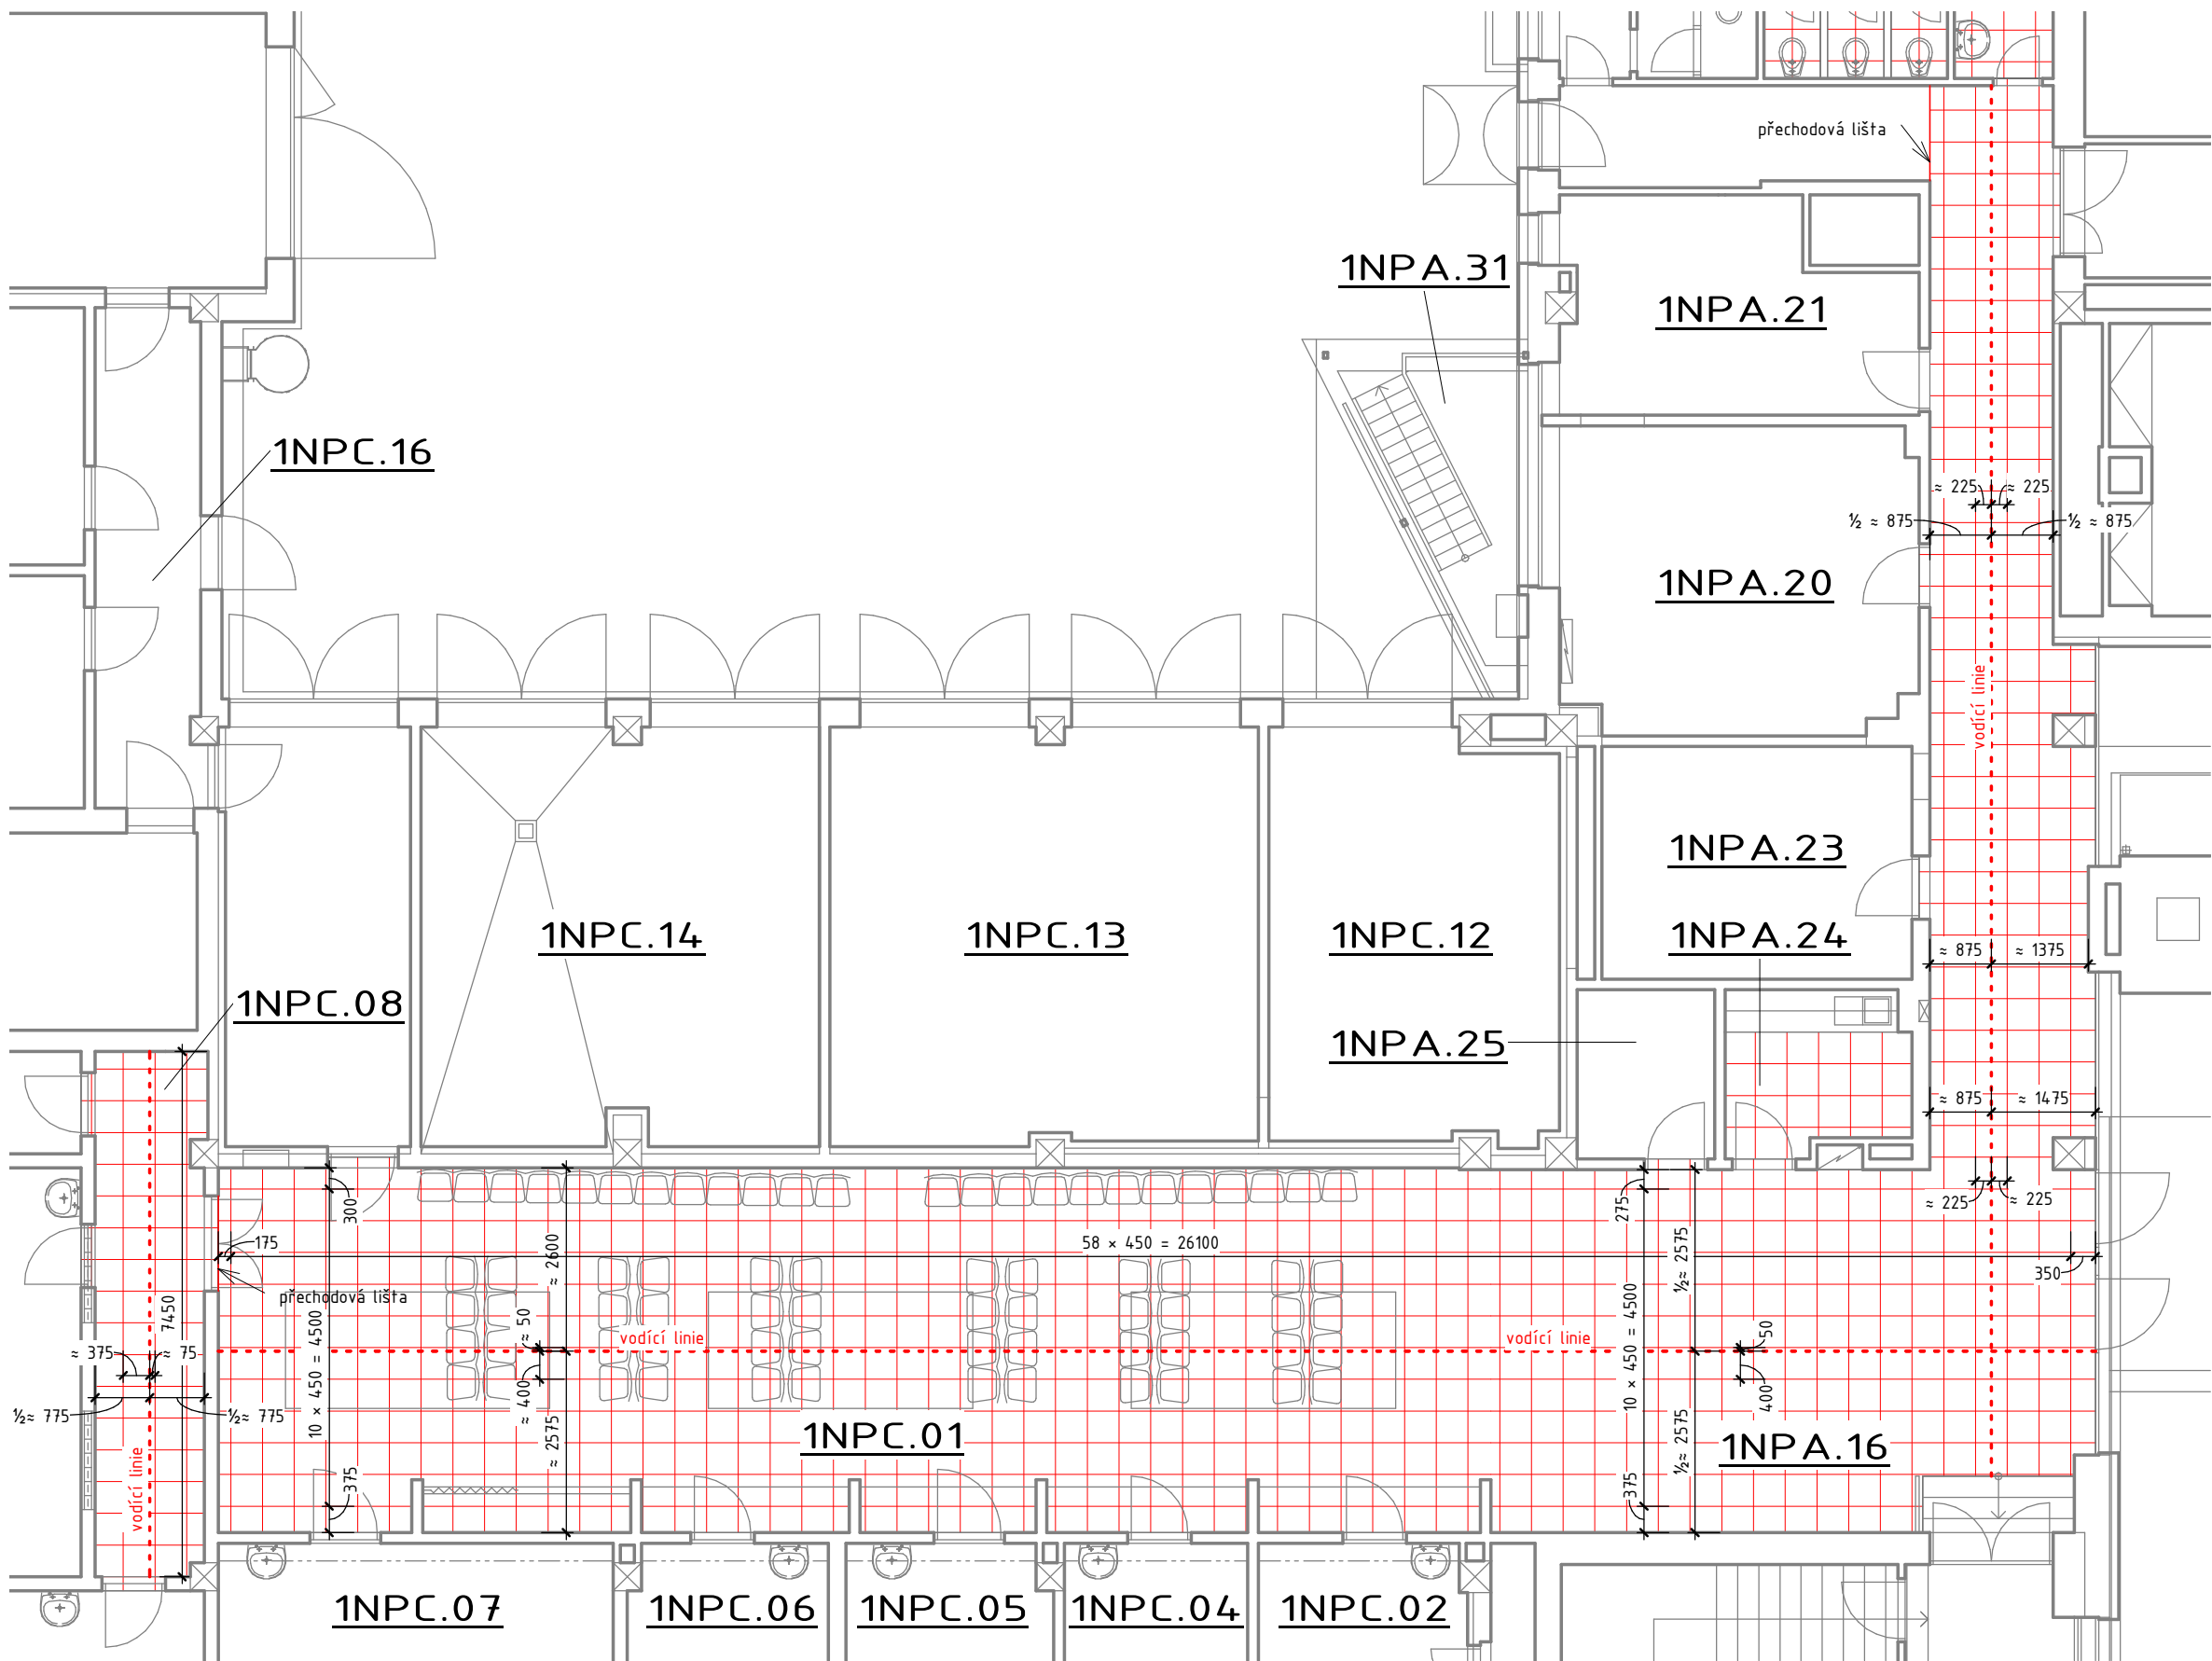 přechodová lišta
1NPA.31
1NPA.21
1NPC.16
≈ 225
≈ 225
½ ≈ 875
½ ≈ 875
1NPA.20
vodící linie
1NPA.23
1NPC.14
1NPC.13
1NPC.12
1NPA.24
≈ 875
≈ 1375
1NPC.08
1NPA.25
≈ 875
≈ 1475
300
275
≈ 225
≈ 225
175
≈ 2600
58 × 450 = 26100
½≈ 2575
350
přechodová lišta
7450
10 × 450 = 4500
≈ 50
vodící linie
vodící linie
10 × 450 = 4500
50
≈ 375
≈ 75
≈ 400
400
½≈ 775
½≈ 775
≈ 2575
1NPC.01
½≈ 2575
1NPA.16
vodící linie
375
375
1NPC.07
1NPC.06
1NPC.05
1NPC.04
1NPC.02